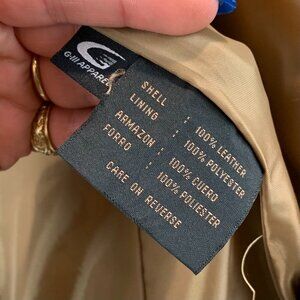 G-III APPAREL
SHELL : 100% LEATHER
LINING : 100% POLYESTER
ARMAZON : 100% CUERO
FORRO : 100% POLIESTER
CARE ON REVERSE